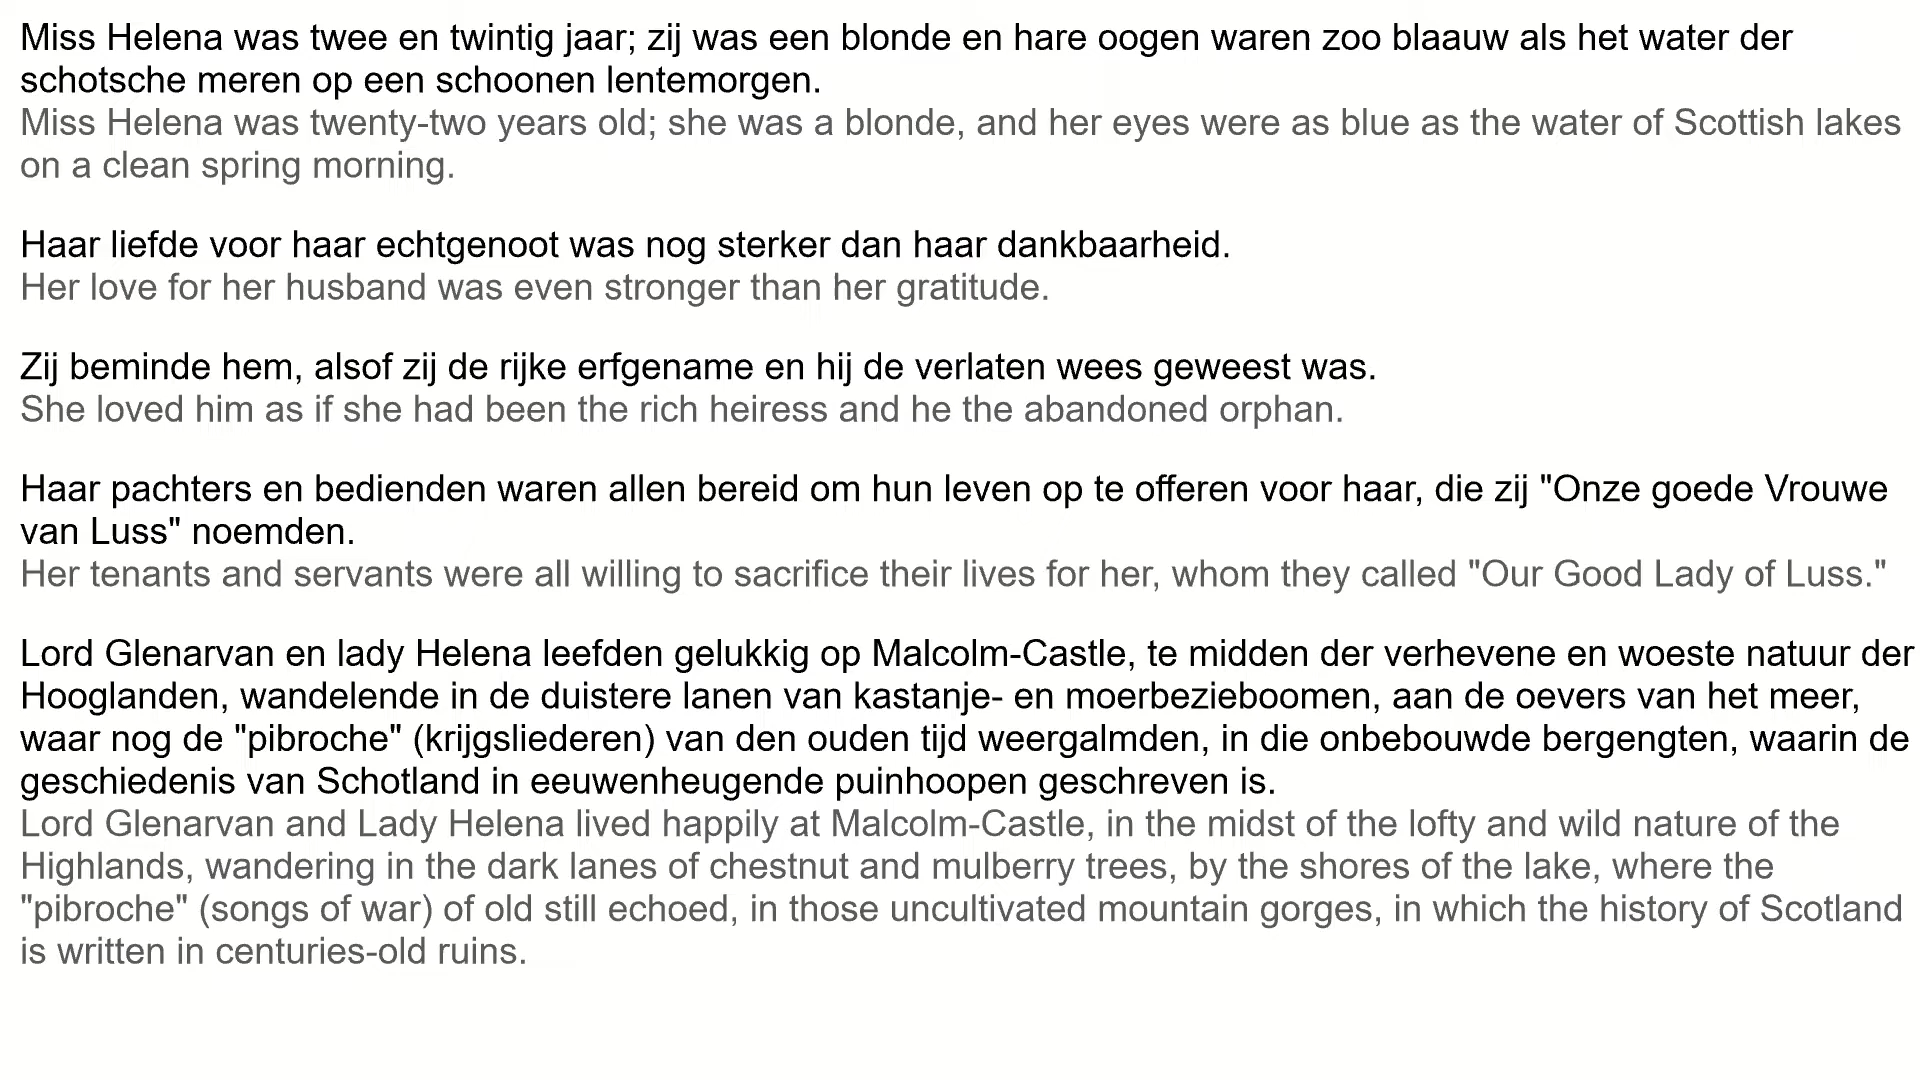 Miss Helena was twee en twintig jaar; zij was een blonde en hare oogen waren zoo blaauw als het water der
schotsche meren op een schoonen lentemorgen.
Miss Helena was twenty-two years old; she was a blonde, and her eyes were as blue as the water of Scottish lakes
on a clean spring morning.
Haar liefde voor haar echtgenoot was nog sterker dan haar dankbaarheid.
Her love for her husband was even stronger than her gratitude.
Zij beminde hem, alsof zij de rijke erfgename en hij de verlaten wees geweest was.
She loved him as if she had been the rich heiress and he the abandoned orphan.
Haar pachters en bedienden waren allen bereid om hun leven op te offeren voor haar, die zij "Onze goede Vrouwe
van Luss" noemden.
Her tenants and servants were all willing to sacrifice their lives for her, whom they called "Our Good Lady of Luss."
Lord Glenarvan en lady Helena leefden gelukkig op Malcolm-Castle, te midden der verhevene en woeste natuur der
Hooglanden, wandelende in de duistere lanen van kastanje- en moerbezieboomen, aan de oevers van het meer,
waar nog de "pibroche" (krijgsliederen) van den ouden tijd weergalmden, in die onbebouwde bergengten, waarin de
geschiedenis van Schotland in eeuwenheugende puinhoopen geschreven is.
Lord Glenarvan and Lady Helena lived happily at Malcolm-Castle, in the midst of the lofty and wild nature of the
Highlands, wandering in the dark lanes of chestnut and mulberry trees, by the shores of the lake, where the
"pibroche" (songs of war) of old still echoed, in those uncultivated mountain gorges, in which the history of Scotland
is written in centuries-old ruins.